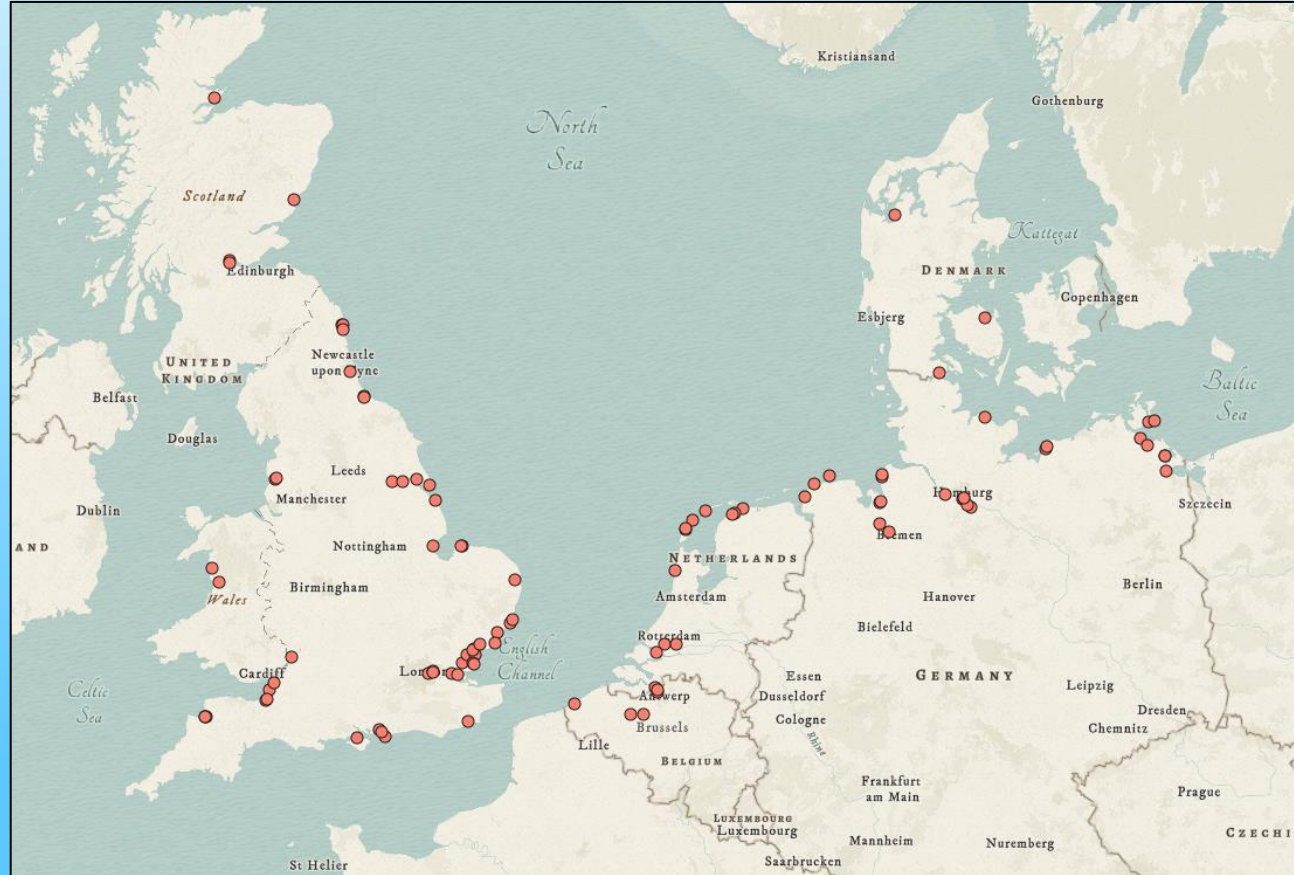 Kristiansand
Gothenburg
North
Sea
Scotland
Kattegat
Edinburgh
DENMARK
Copenhagen
Esbjerg
UNITED
KINGDOM
Newcastle
upon Tyne
Baltic
Sea
Belfast
Douglas
Leeds
Manchester
Dublin
Hamburg
Szczecin
AND
Nottingham
Bremen
NETHERLANDS
Birmingham
Wales
Amsterdam
Hanover
Berlin
Rotterdam
Bielefeld
English
Channel
Cardiff
London
Essen
GERMANY
Celtic
Sea
Antwerp
Dusseldorf
Leipzig
Cologne
Dresden
Brussels
Rhine
Chemnitz
Lille
BELGIUM
Frankfurt
am Main
Prague
LUXEMBOURG
Luxembourg
Mannheim
Nuremberg
CZECHI
St Helier
Saarbrucken